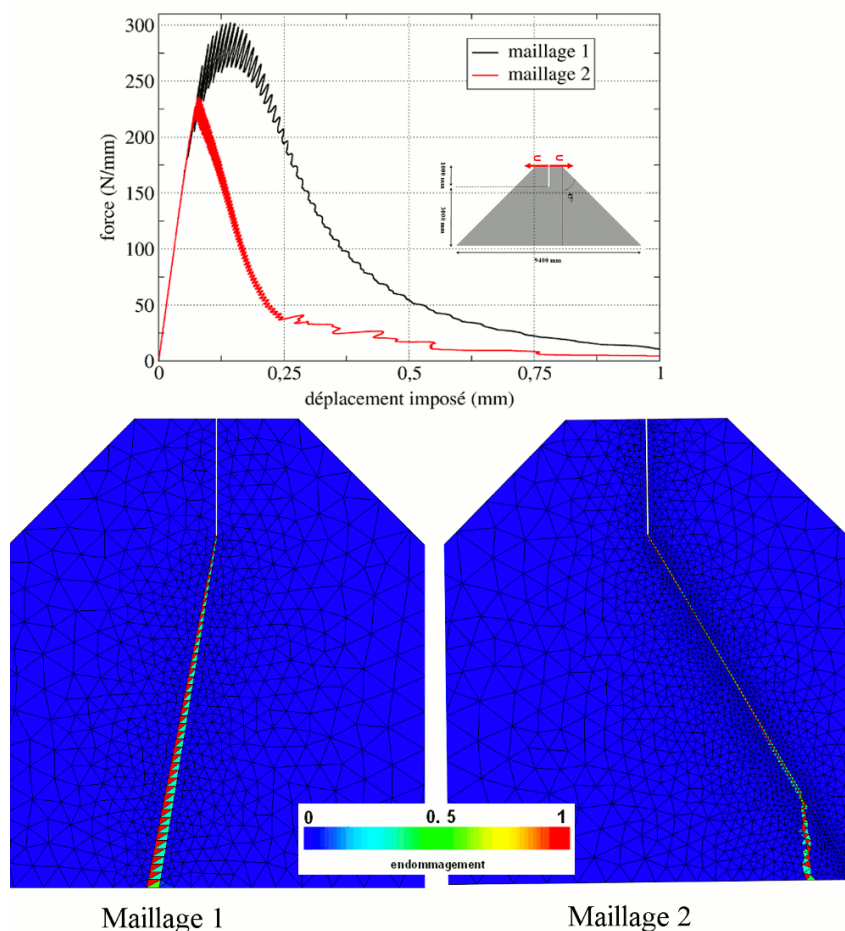 300
250
200
150
100
50
0
force (N/mm)
maillage 1
maillage 2
U U
1000 mm
45°
9400 mm
0 0,25 0,5 0,75 1
déplacement imposé (mm)
0 0.5 1
endommagement
Maillage 1 Maillage 2